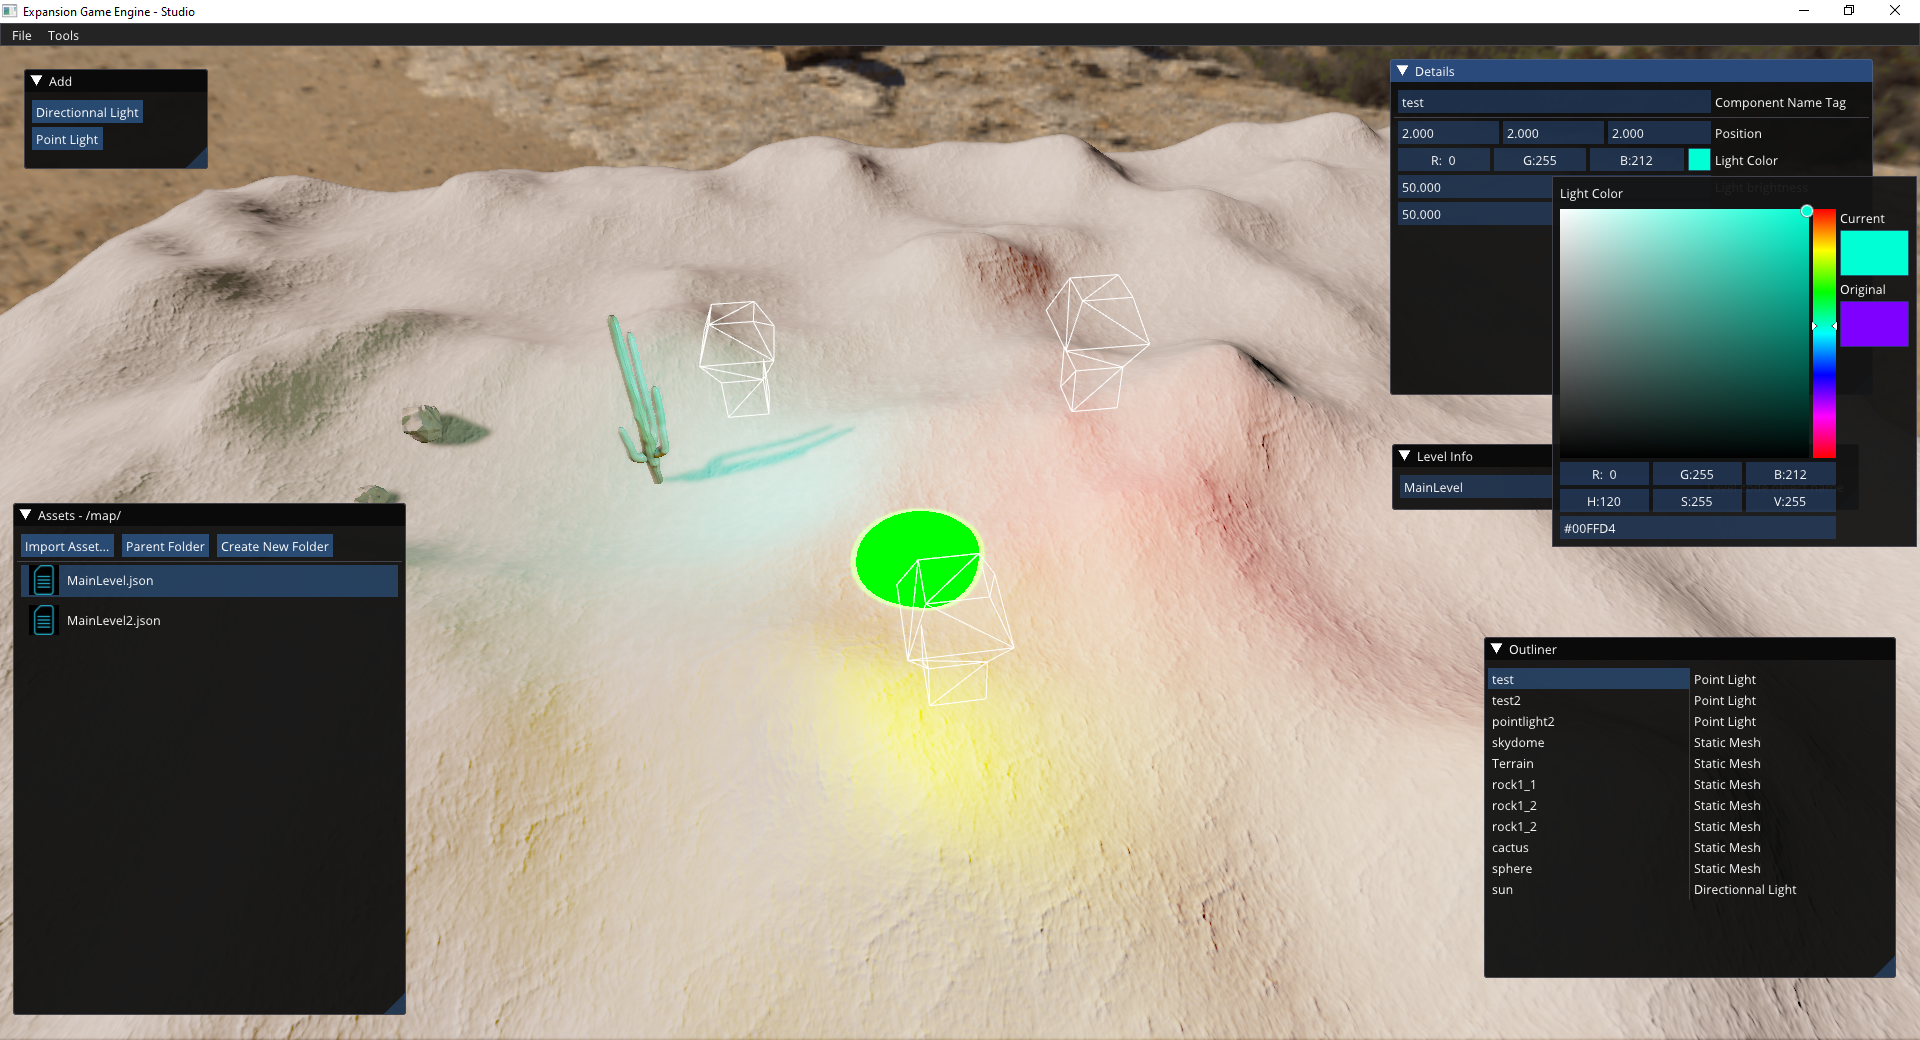 Expansion Game Engine - Studio
File Tools
Add
Directionnal Light
Point Light
Details
test Component Name Tag
2.000 2.000 2.000 Position
R: 0 G:255 B:212 Light Color
50.000 Light brightness
50.000
Light Color
Current
Original
R: 0 G:255 B:212
H:120 S:255 V:255
#00FFD4
Level Info
MainLevel
Assets - /map/
Import Asset... Parent Folder Create New Folder
MainLevel.json
MainLevel2.json
Outliner
test Point Light
test2 Point Light
pointlight2 Point Light
skydome Static Mesh
Terrain Static Mesh
rock1_1 Static Mesh
rock1_2 Static Mesh
rock1_2 Static Mesh
cactus Static Mesh
sphere Static Mesh
sun Directionnal Light